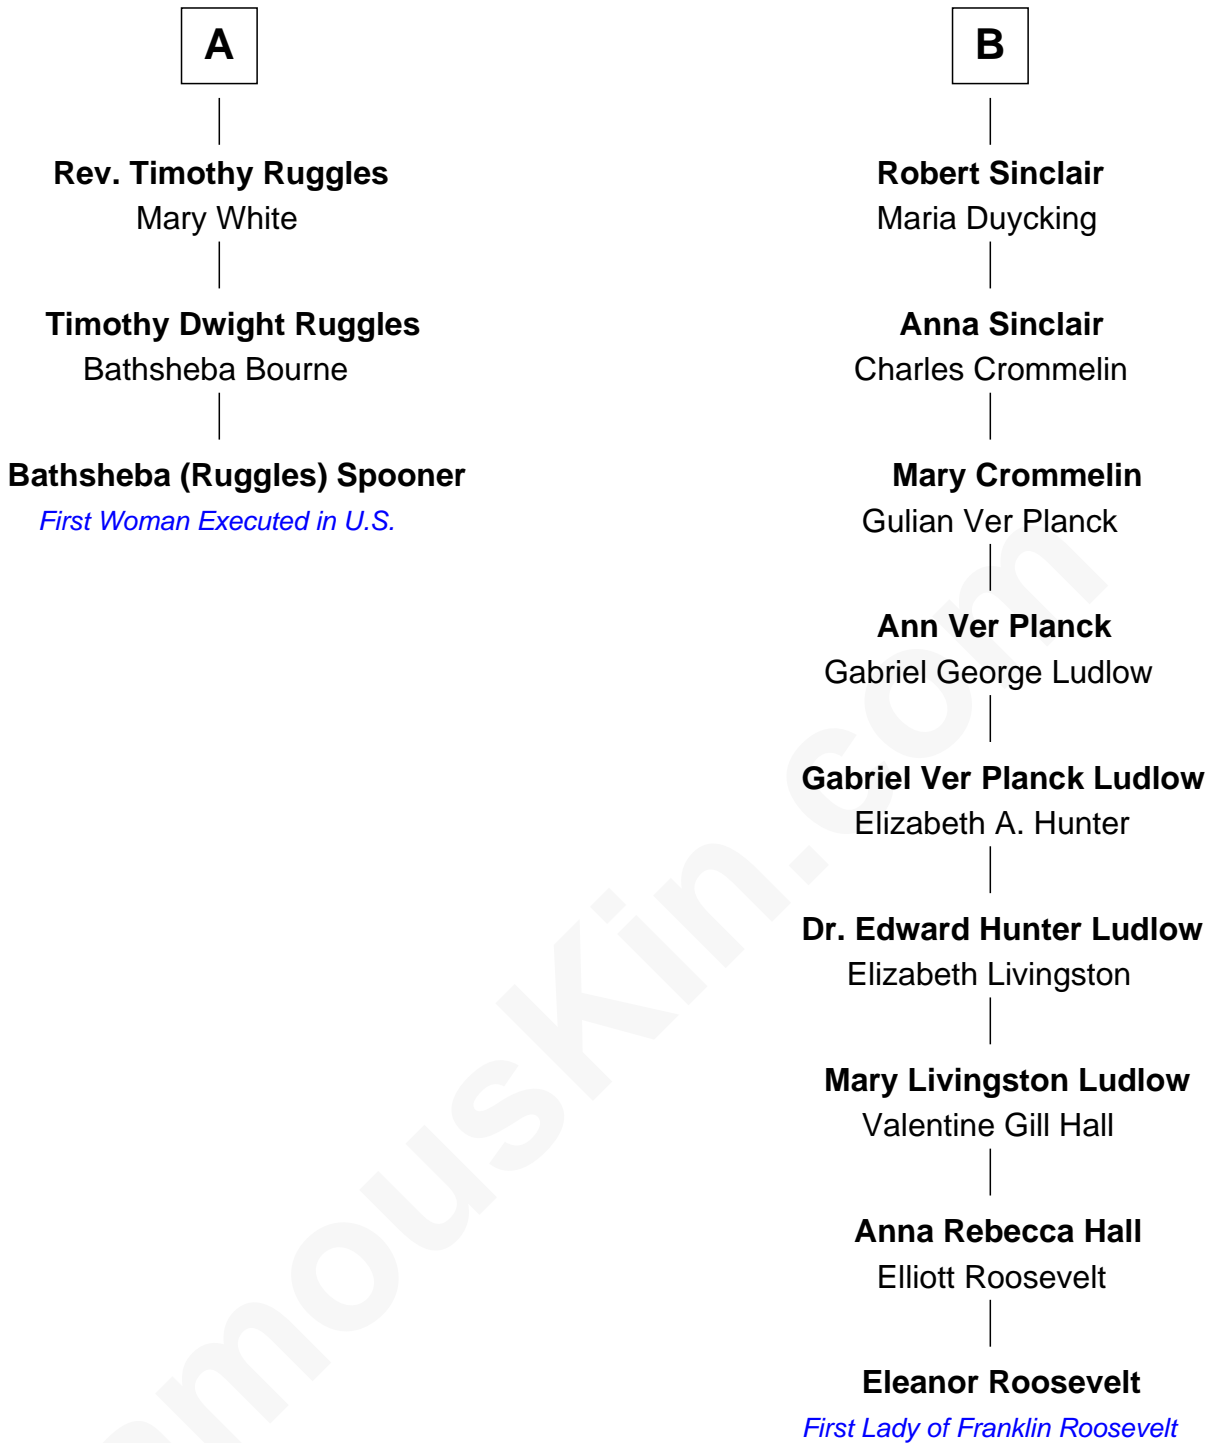 A
Rev. Timothy Ruggles
Mary White
Timothy Dwight Ruggles
Bathsheba Bourne
Bathsheba (Ruggles) Spooner
First Woman Executed in U.S.
B
Robert Sinclair
Maria Duycking
Anna Sinclair
Charles Crommelin
Mary Crommelin
Gulian Ver Planck
Ann Ver Planck
Gabriel George Ludlow
Gabriel Ver Planck Ludlow
Elizabeth A. Hunter
Dr. Edward Hunter Ludlow
Elizabeth Livingston
Mary Livingston Ludlow
Valentine Gill Hall
Anna Rebecca Hall
Elliott Roosevelt
Eleanor Roosevelt
First Lady of Franklin Roosevelt
amouskin.com